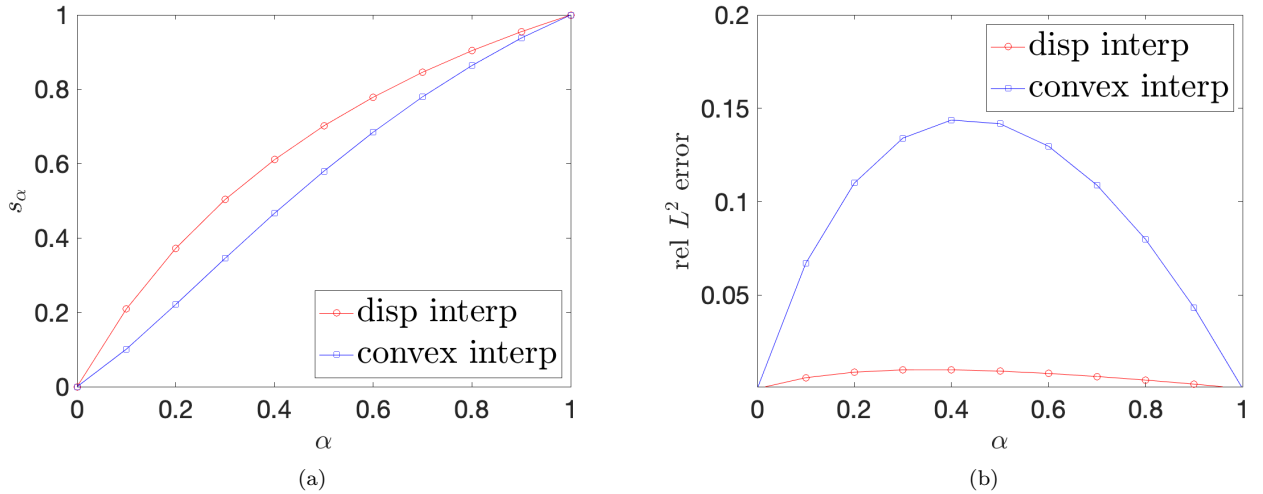 1
0.8
0.6
0.4
0.2
0
0
0.2
0.4
0.6
0.8
1
s_α
α
disp interp
convex interp
(a)
0.2
0.15
0.1
0.05
0
0.2
0.4
0.6
0.8
1
rel L² error
α
disp interp
convex interp
(b)